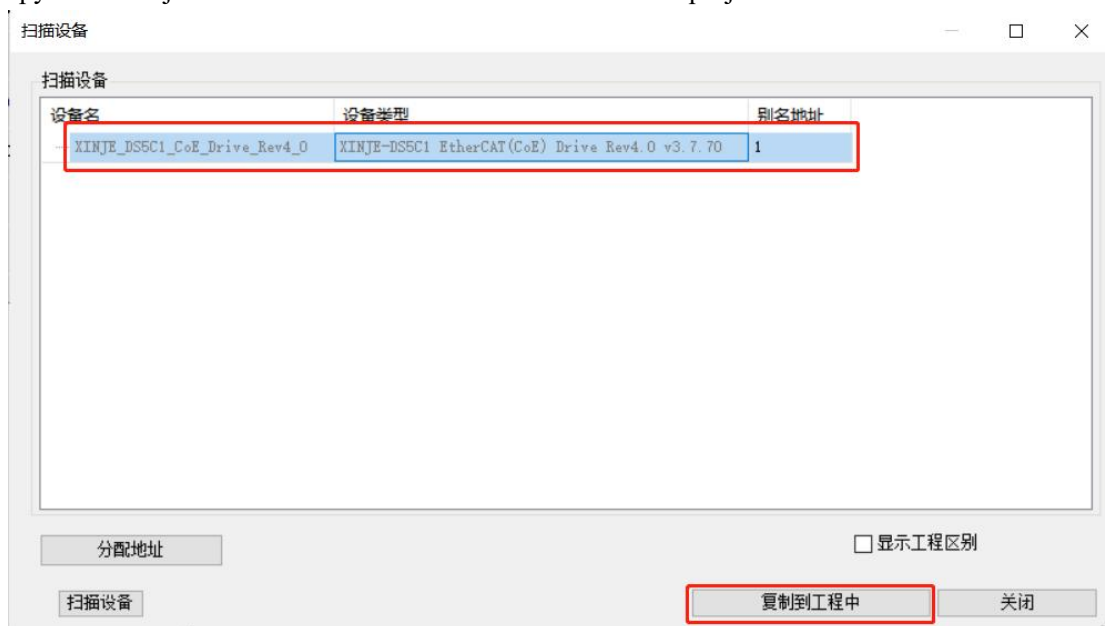 扫描设备
扫描设备
设备名 设备类型 别名地址
XINJE_DS5C1_CoE_Drive_Rev4_0 XINJE-DS5C1 EtherCAT(CoE) Drive Rev4.0 v3.7.70 1
分配地址 显示工程区别
扫描设备 复制到工程中 关闭